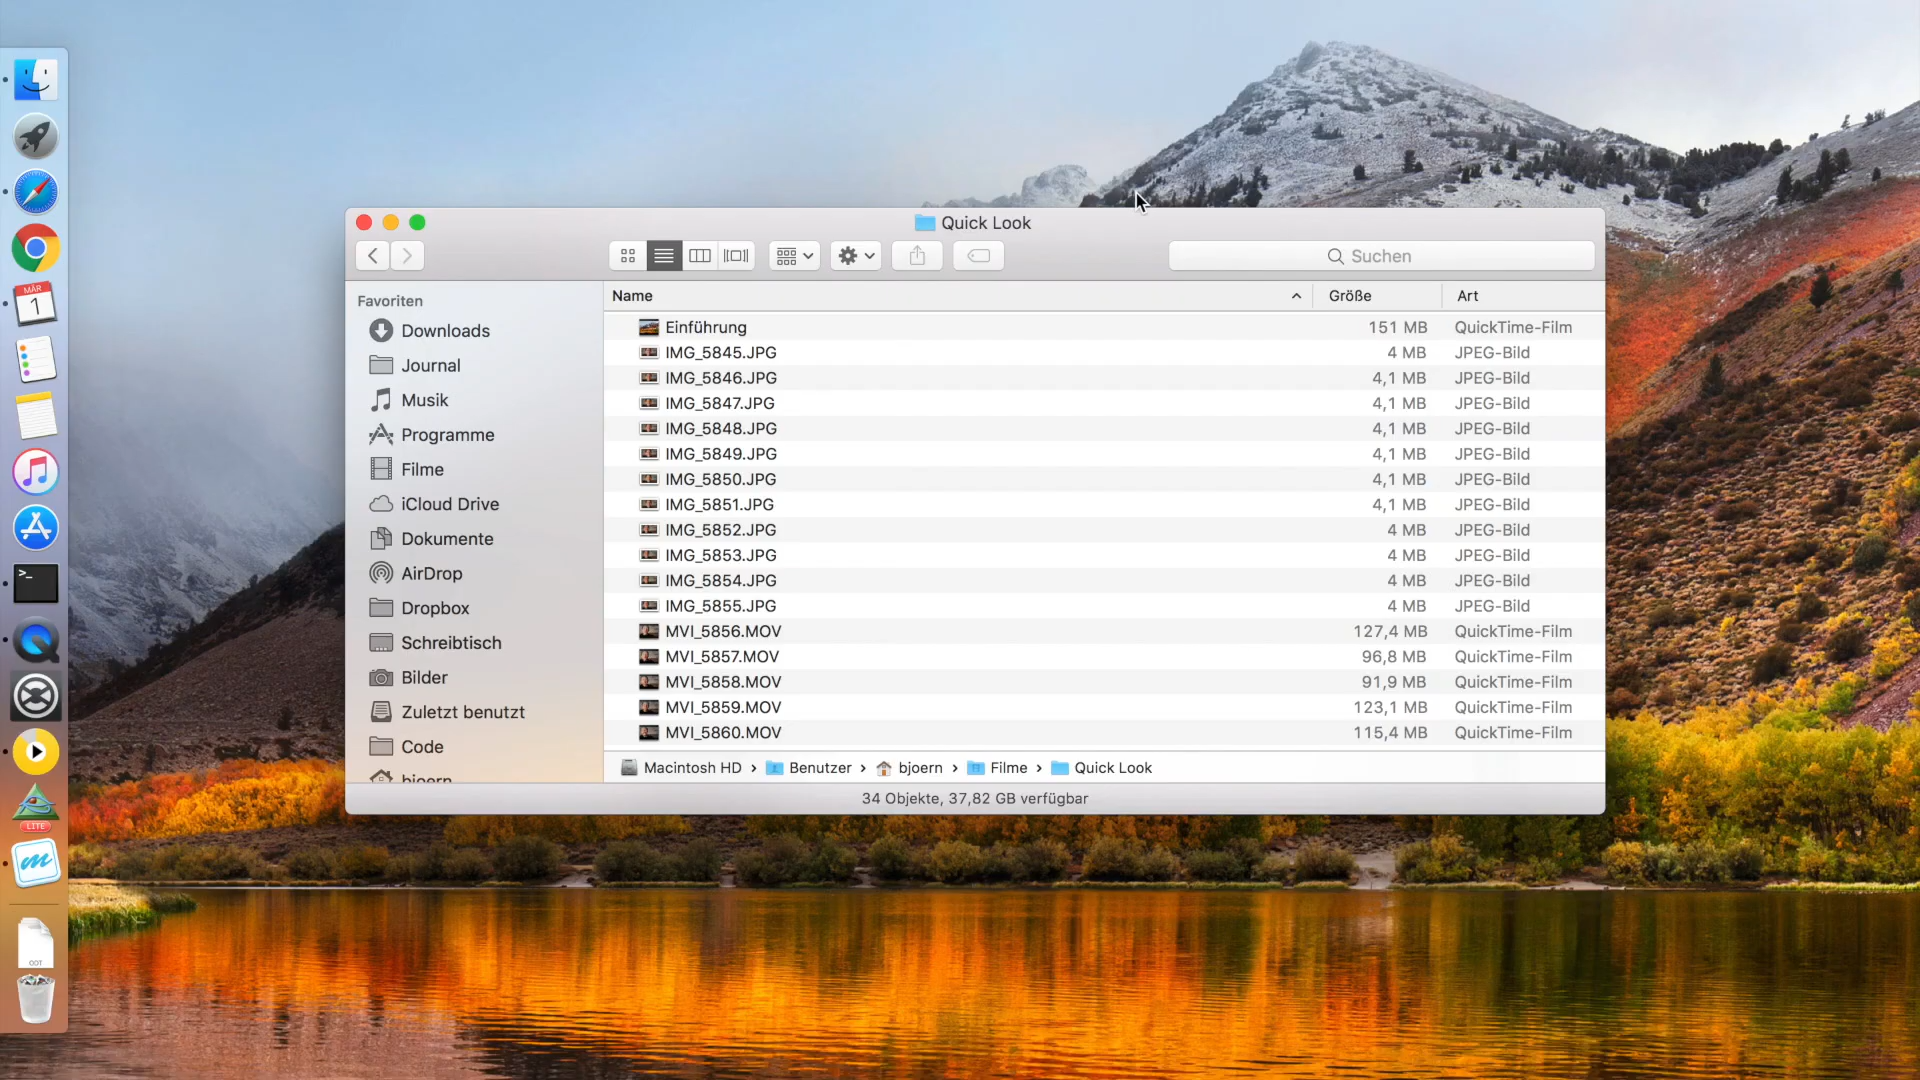 Quick Look
Suchen
Favoriten
Downloads
Journal
Musik
Programme
Filme
iCloud Drive
Dokumente
AirDrop
Dropbox
Schreibtisch
Bilder
Zuletzt benutzt
Code
bjoern
Name Größe Art
Einführung 151 MB QuickTime-Film
IMG_5845.JPG 4 MB JPEG-Bild
IMG_5846.JPG 4,1 MB JPEG-Bild
IMG_5847.JPG 4,1 MB JPEG-Bild
IMG_5848.JPG 4,1 MB JPEG-Bild
IMG_5849.JPG 4,1 MB JPEG-Bild
IMG_5850.JPG 4,1 MB JPEG-Bild
IMG_5851.JPG 4,1 MB JPEG-Bild
IMG_5852.JPG 4 MB JPEG-Bild
IMG_5853.JPG 4 MB JPEG-Bild
IMG_5854.JPG 4 MB JPEG-Bild
IMG_5855.JPG 4 MB JPEG-Bild
MVI_5856.MOV 127,4 MB QuickTime-Film
MVI_5857.MOV 96,8 MB QuickTime-Film
MVI_5858.MOV 91,9 MB QuickTime-Film
MVI_5859.MOV 123,1 MB QuickTime-Film
MVI_5860.MOV 115,4 MB QuickTime-Film
Macintosh HD › Benutzer › bjoern › Filme › Quick Look
34 Objekte, 37,82 GB verfügbar
MÄR
1
>_
LITE
ODT